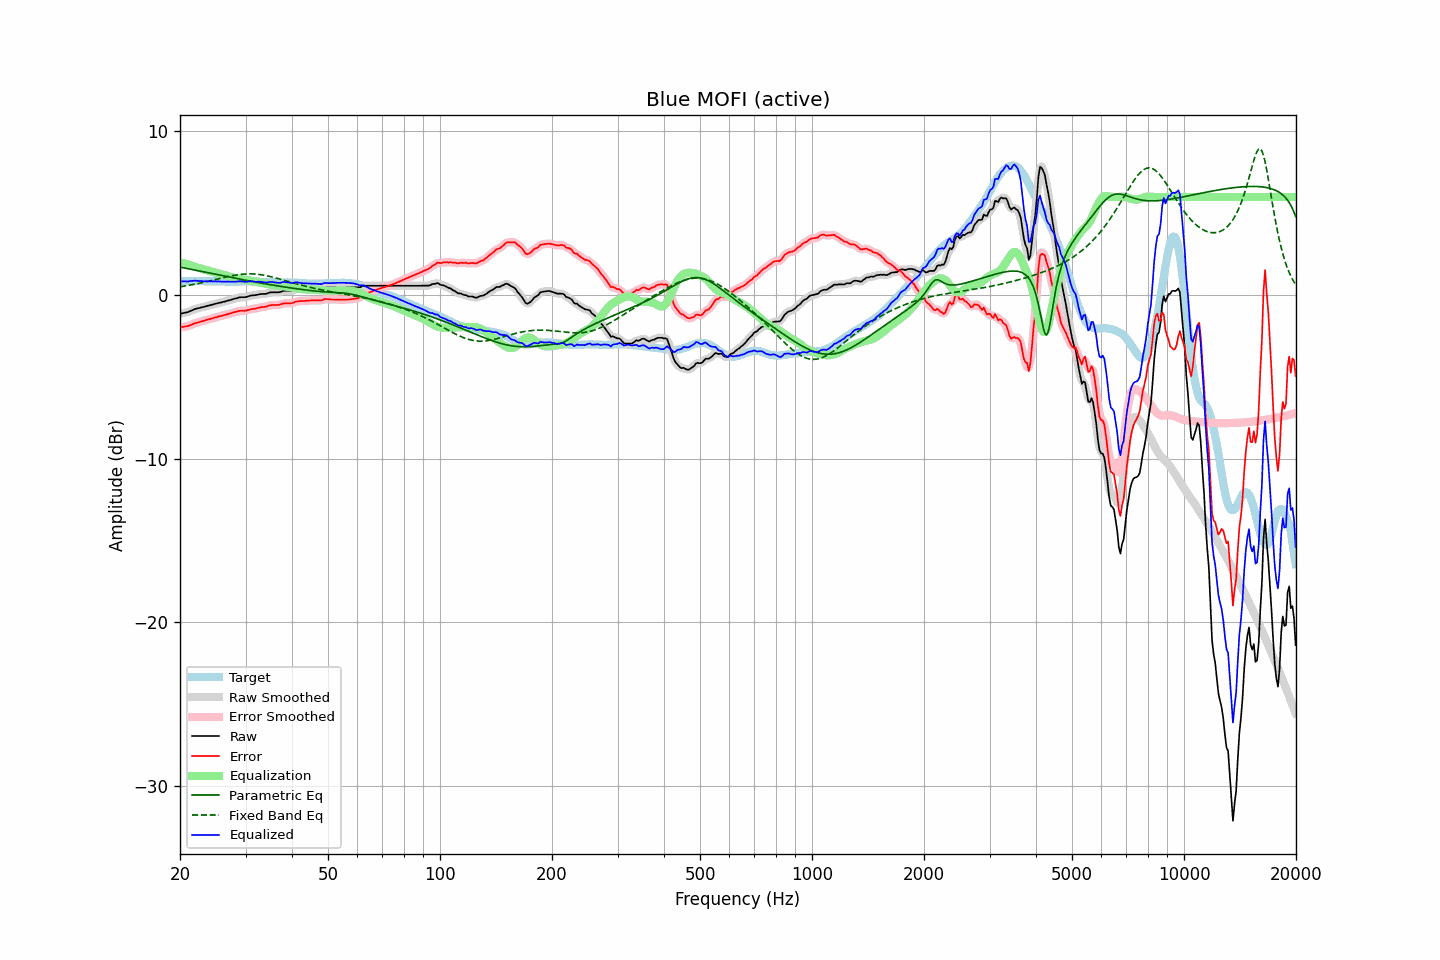 Blue MOFI (active)
10
0
−10
−20
−30
Amplitude (dBr)
Target
Raw Smoothed
Error Smoothed
Raw
Error
Equalization
Parametric Eq
Fixed Band Eq
Equalized
20
50
100
200
500
1000
2000
5000
10000
20000
Frequency (Hz)